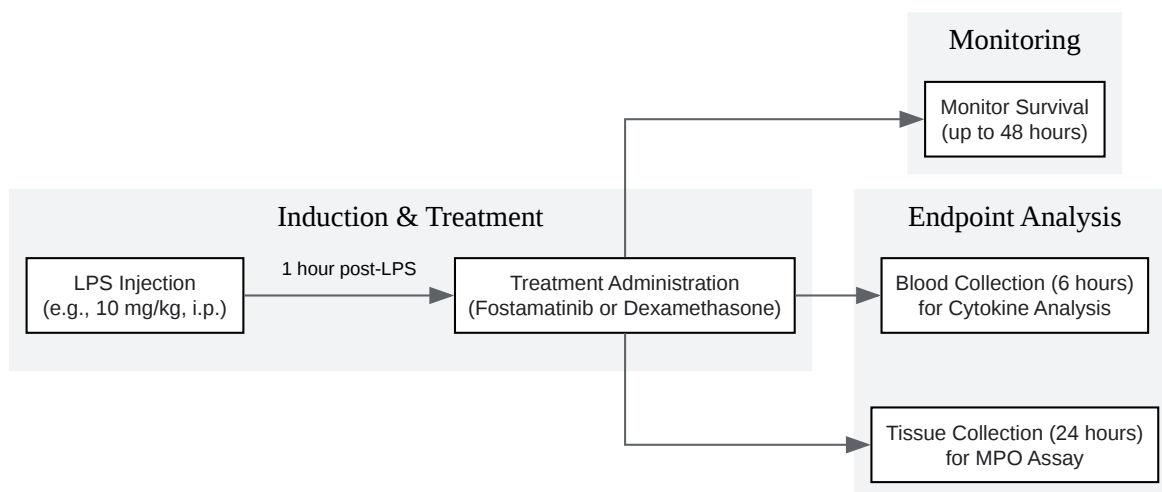 Monitoring
Monitor Survival
(up to 48 hours)
Induction & Treatment
LPS Injection
(e.g., 10 mg/kg, i.p.)
1 hour post-LPS
Treatment Administration
(Fostamatinib or Dexamethasone)
Endpoint Analysis
Blood Collection (6 hours)
for Cytokine Analysis
Tissue Collection (24 hours)
for MPO Assay